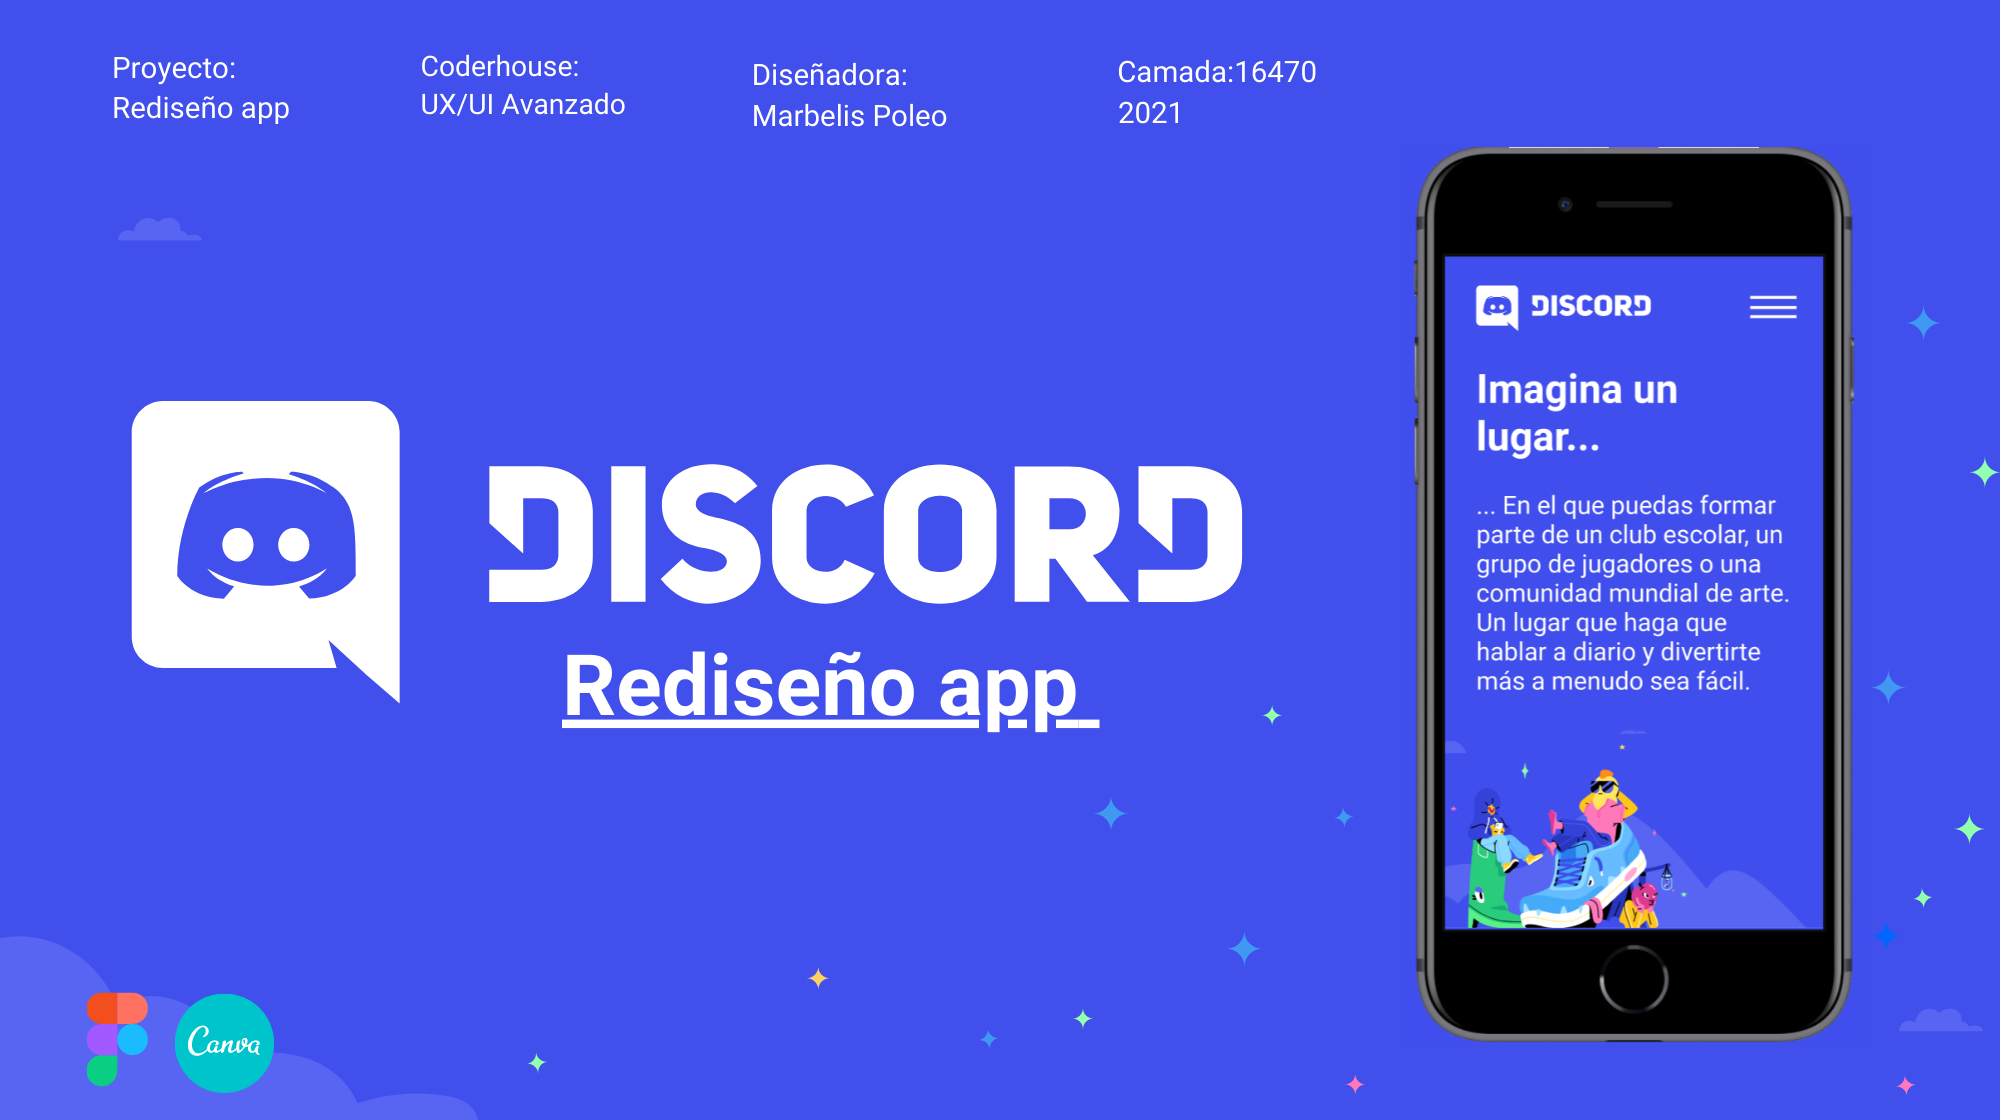 Proyecto:
Rediseño app
Coderhouse:
UX/UI Avanzado
Diseñadora:
Marbelis Poleo
Camada:16470
2021
DISCORD
Rediseño app
Canva
DISCORD
Imagina un
lugar...
... En el que puedas formar
parte de un club escolar, un
grupo de jugadores o una
comunidad mundial de arte.
Un lugar que haga que
hablar a diario y divertirte
más a menudo sea fácil.